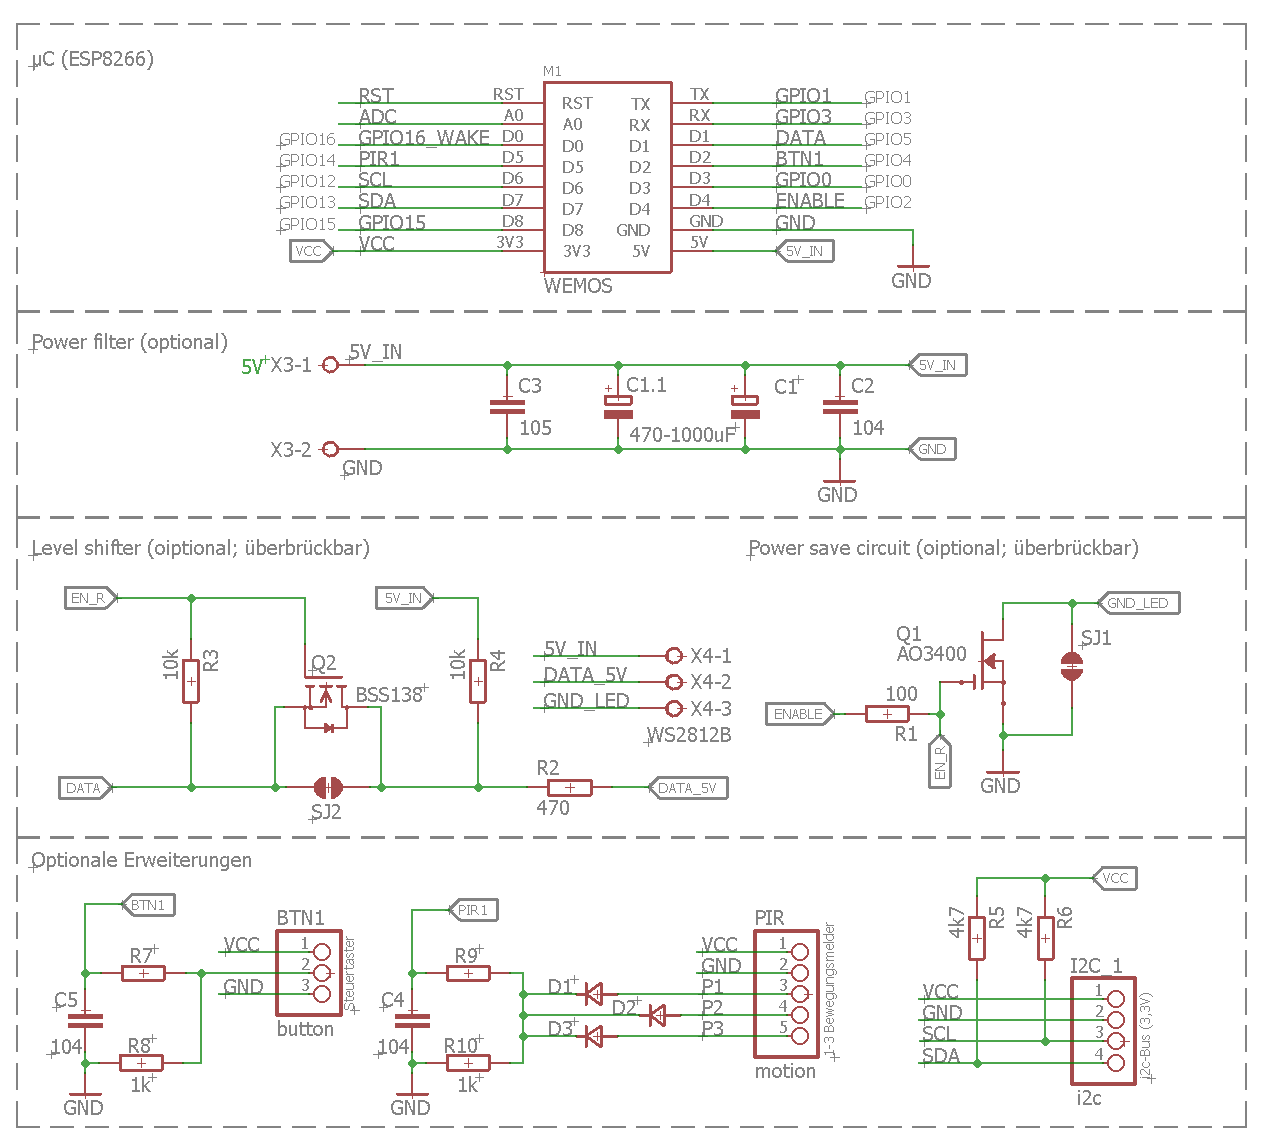 µC (ESP8266)
M1
RST RST RST TX TX GPIO1 GPIO1
ADC A0 A0 RX RX GPIO3 GPIO3
GPIO16 GPIO16_WAKE D0 D0 D1 D1 DATA GPIO5
GPIO14 PIR1 D5 D5 D2 D2 BTN1 GPIO4
GPIO12 SCL D6 D6 D3 D3 GPIO0 GPIO0
GPIO13 SDA D7 D7 D4 D4 ENABLE GPIO2
GPIO15 GPIO15 D8 D8 GND GND GND
VCC VCC 3V3 3V3 5V 5V 5V_IN
WEMOS
GND
Power filter (optional)
5V X3-1 5V_IN 5V_IN
C3 C1.1 C1 C2
105 470-1000uF 104
X3-2 GND GND
GND
Level shifter (oiptional; überbrückbar)
EN_R 5V_IN
10k R3 Q2 10k R4
BSS138
5V_IN X4-1
DATA_5V X4-2
GND_LED X4-3
WS2812B
DATA SJ2 R2 DATA_5V
470
Power save circuit (oiptional; überbrückbar)
GND_LED
Q1 SJ1
AO3400
ENABLE 100
R1
EN_R
GND
Optionale Erweiterungen
BTN1
BTN1
R7 VCC 1
2
C5 GND 3
Steuertaster
104 R8 button
1k
GND
PIR1
PIR
R9 VCC 1
GND 2
D1 P1 3
C4 D2 P2 4
104 R10 D3 P3 5
1-3 Bewegungsmelder
1k motion
GND
VCC
4k7 R5 4k7 R6
I2C_1
VCC 1
GND 2
SCL 3
SDA 4
i2c-Bus (3,3V)
i2c